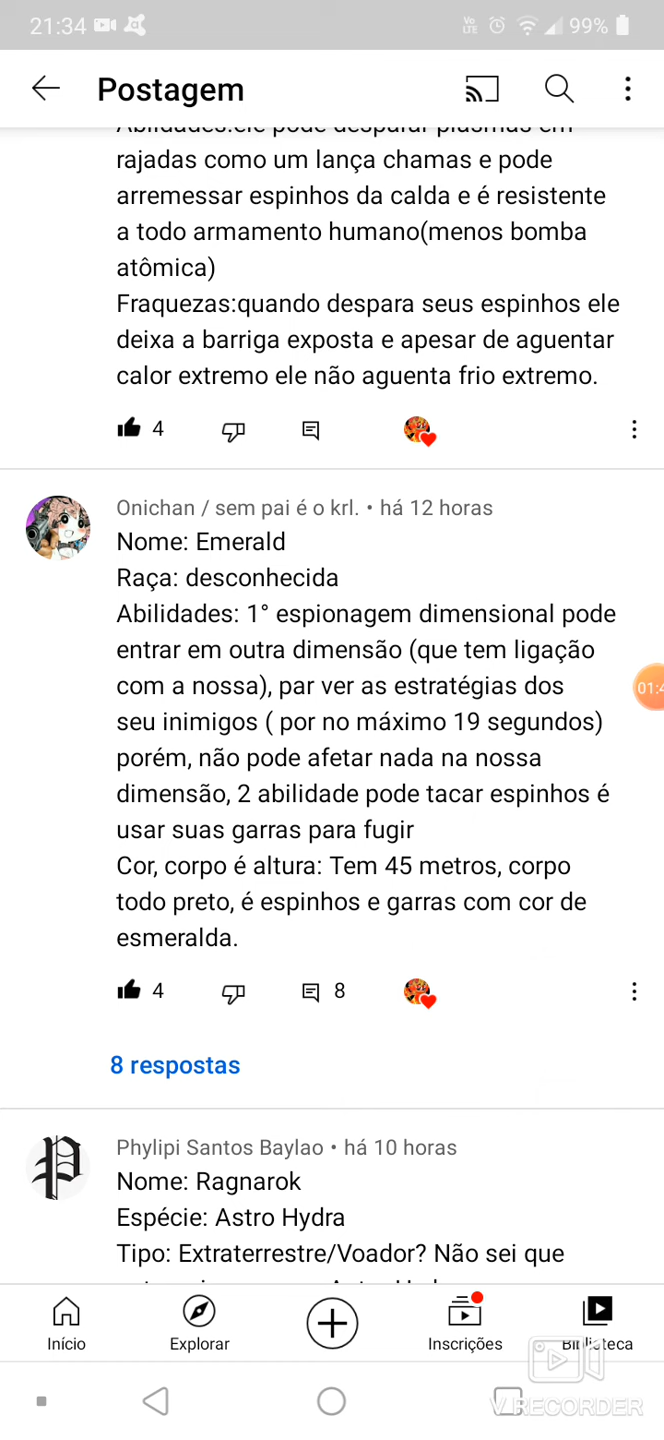 21:34
Vo LTE
99%
Postagem
rajadas como um lança chamas e pode
arremessar espinhos da calda e é resistente
a todo armamento humano(menos bomba
atômica)
Fraquezas:quando despara seus espinhos ele
deixa a barriga exposta e apesar de aguentar
calor extremo ele não aguenta frio extremo.
4
Onichan / sem pai é o krl. • há 12 horas
Nome: Emerald
Raça: desconhecida
Abilidades: 1° espionagem dimensional pode
entrar em outra dimensão (que tem ligação
com a nossa), par ver as estratégias dos
seu inimigos ( por no máximo 19 segundos)
porém, não pode afetar nada na nossa
dimensão, 2 abilidade pode tacar espinhos é
usar suas garras para fugir
Cor, corpo é altura: Tem 45 metros, corpo
todo preto, é espinhos e garras com cor de
esmeralda.
4
8
8 respostas
Phylipi Santos Baylao • há 10 horas
Nome: Ragnarok
Espécie: Astro Hydra
Tipo: Extraterrestre/Voador? Não sei que
Início
Explorar
Inscrições
Biblioteca
V RECORDER